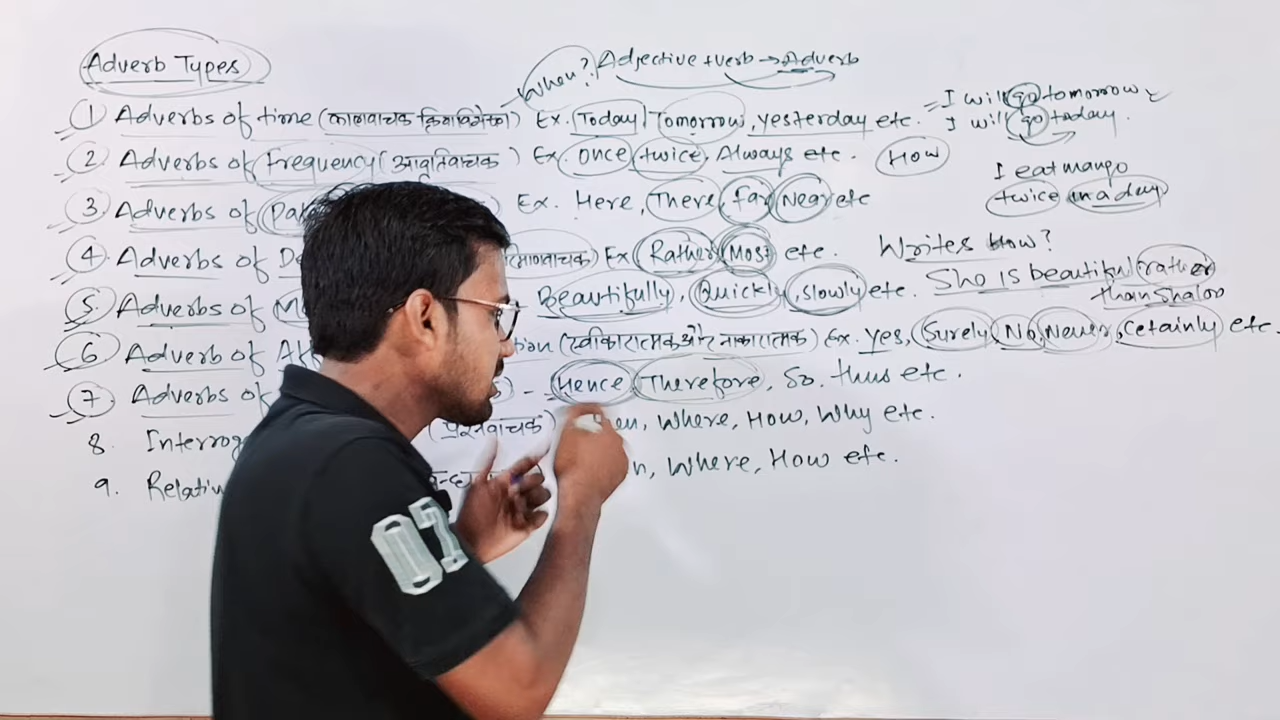 Adverb Types
When? Adjective + verb → Adverb
① Adverbs of time (कालवाचक क्रियाविशेषण) Ex. Today/Tomorrow, yesterday etc.
= I will go tomorrow
I will go today.
② Adverbs of frequency (आवृतिवाचक) Ex. once, twice, Always etc. How
I eat mango
twice in a day
③ Adverbs of Ex. Here, There, far, Near etc
④ Adverbs of Ex Rather, Most etc. Writes How?
⑤ Adverbs of Beautifully, Quickly, slowly etc. She Is beautiful rather
than
⑥ Adverb of (स्वीकारात्मक और नाकारात्मक) Ex. yes, Surely, No, Never, Cetainly etc.
⑦ Adverbs of - Hence, Therefore, So, thus etc.
8. (प्रश्नवाचक) Where, How, Why etc.
9. Where, How etc.
07